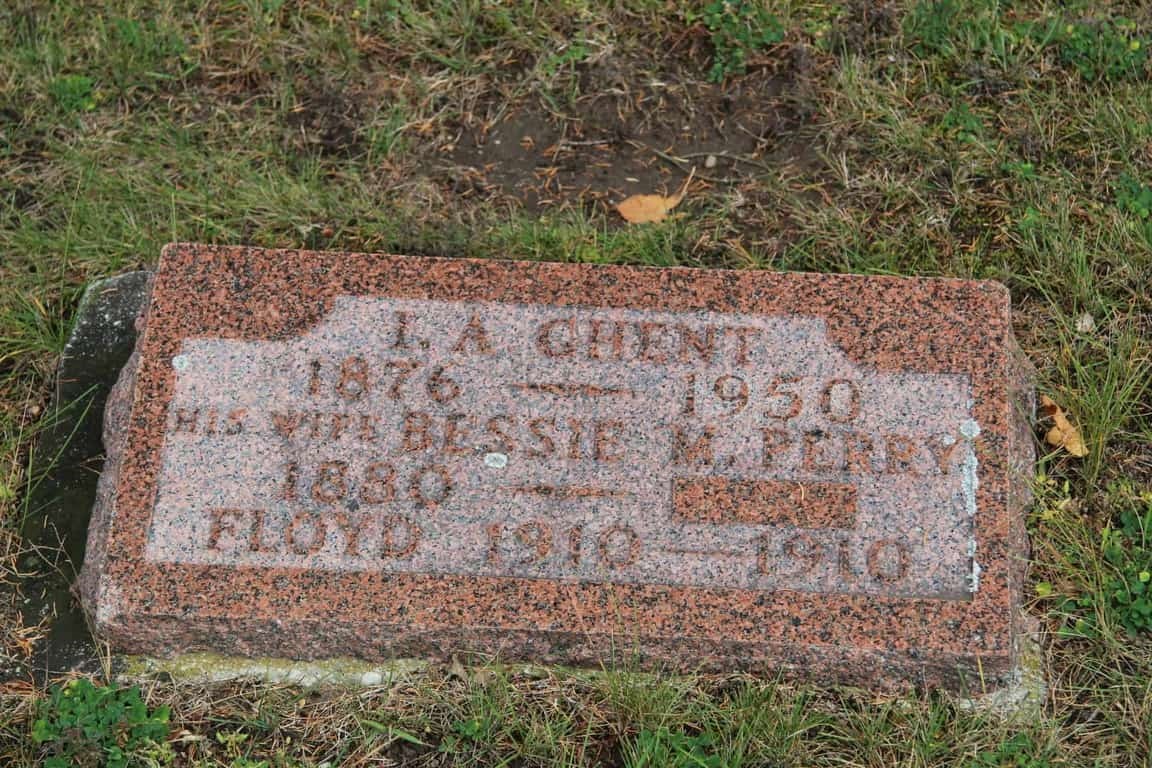 I. A. GHENT
1876 — 1950
HIS WIFE BESSIE M. PERRY
1880 —
FLOYD 1910 — 1910